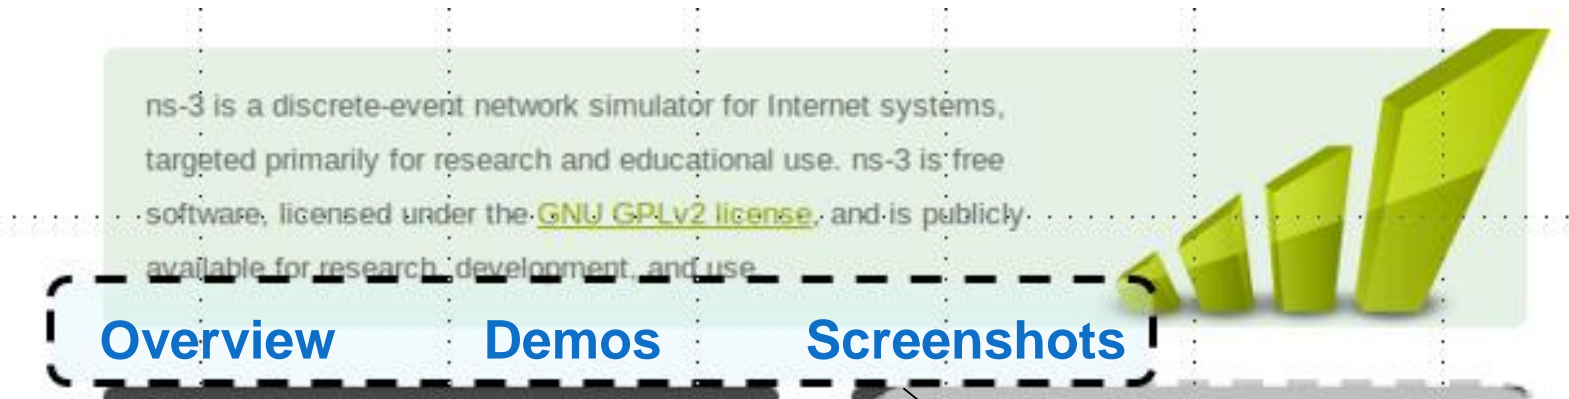 ns-3 is a discrete-event network simulator for Internet systems,
targeted primarily for research and educational use. ns-3 is free
software, licensed under the GNU GPLv2 license, and is publicly
available for research, development, and use.
Overview Demos Screenshots